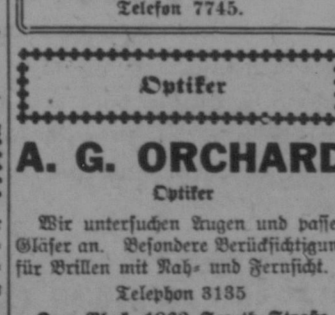 Telefon 7745.
Optiker
A. G. ORCHARD
Optiker
Wir untersuchen Augen und passe
Gläser an. Besondere Berücksichtigun
für Brillen mit Nah- und Fernsicht.
Telephon 3135